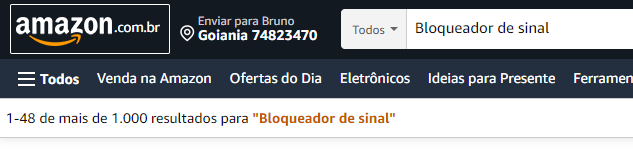 amazon.com.br
Enviar para Bruno
Goiania 74823470
Todos
Bloqueador de sinal
Todos Venda na Amazon Ofertas do Dia Eletrônicos Ideias para Presente Ferramen
1-48 de mais de 1.000 resultados para "Bloqueador de sinal"